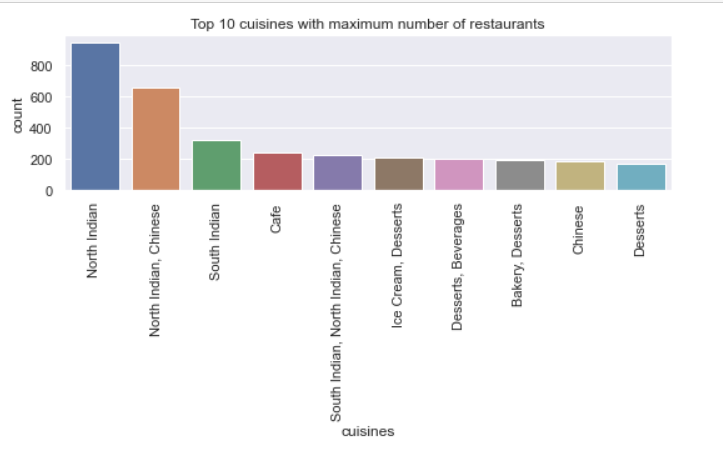 Top 10 cuisines with maximum number of restaurants
count
800
600
400
200
0
North Indian
North Indian, Chinese
South Indian
Cafe
South Indian, North Indian, Chinese
Ice Cream, Desserts
Desserts, Beverages
Bakery, Desserts
Chinese
Desserts
cuisines